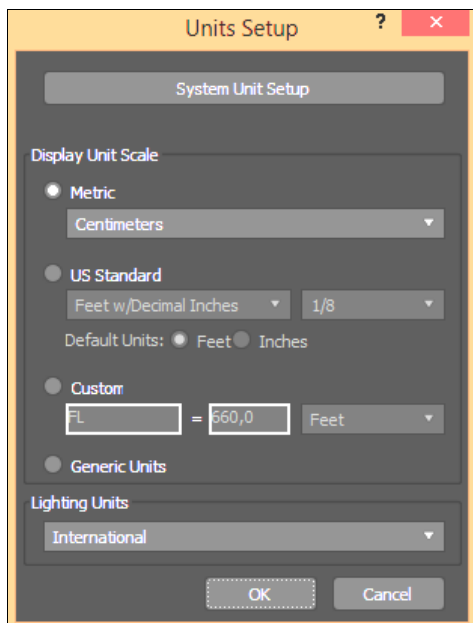 Units Setup ?
System Unit Setup
Display Unit Scale
Metric
Centimeters
US Standard
Feet w/Decimal Inches 1/8
Default Units: Feet Inches
Custom
FL = 660,0 Feet
Generic Units
Lighting Units
International
OK Cancel